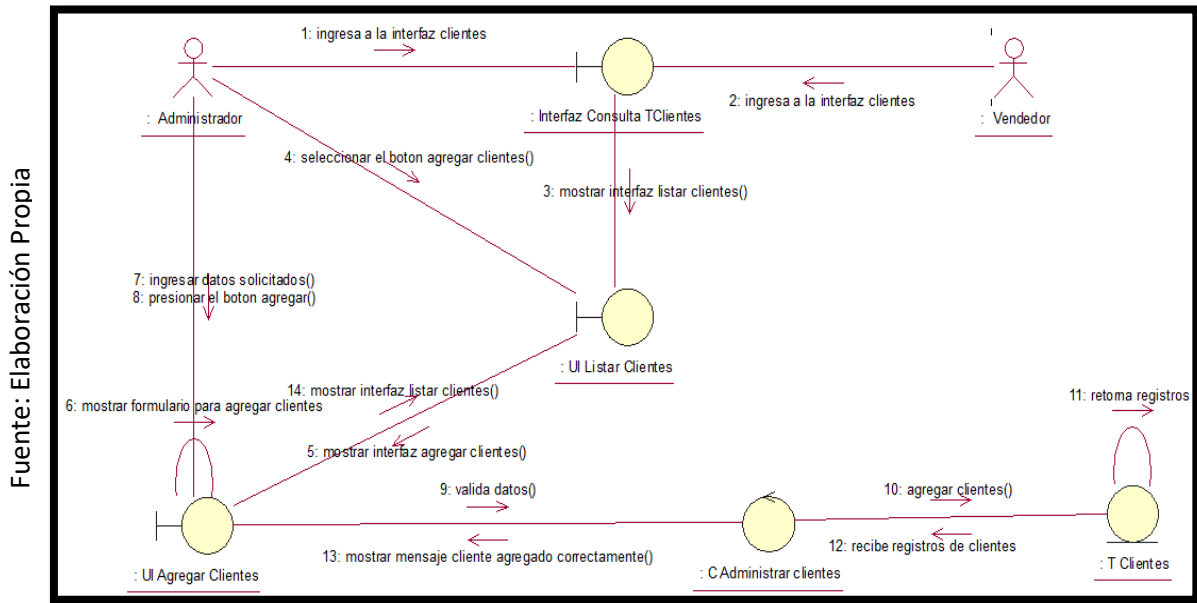 Fuente: Elaboración Propia
1: ingresa a la interfaz clientes
: Administrador
: Interfaz Consulta TClientes
2: ingresa a la interfaz clientes
: Vendedor
4: seleccionar el boton agregar clientes()
3: mostrar interfaz listar clientes()
7: ingresar datos solicitados()
8: presionar el boton agregar()
: UI Listar Clientes
14: mostrar interfaz listar clientes()
6: mostrar formulario para agregar clientes
11: retorna registros
5: mostrar interfaz agregar clientes()
9: valida datos()
10: agregar clientes()
13: mostrar mensaje cliente agregado correctamente()
12: recibe registros de clientes
: UI Agregar Clientes
: C Administrar clientes
: T Clientes